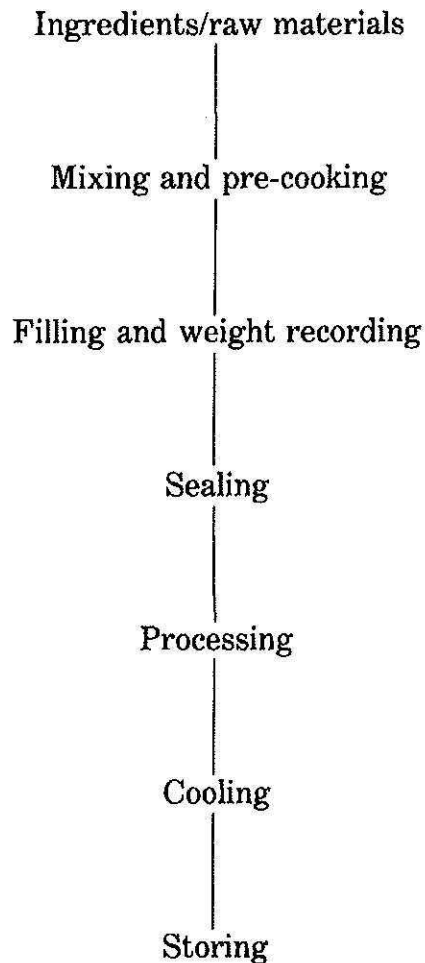 Ingredients/raw materials
Mixing and pre-cooking
Filling and weight recording
Sealing
Processing
Cooling
Storing